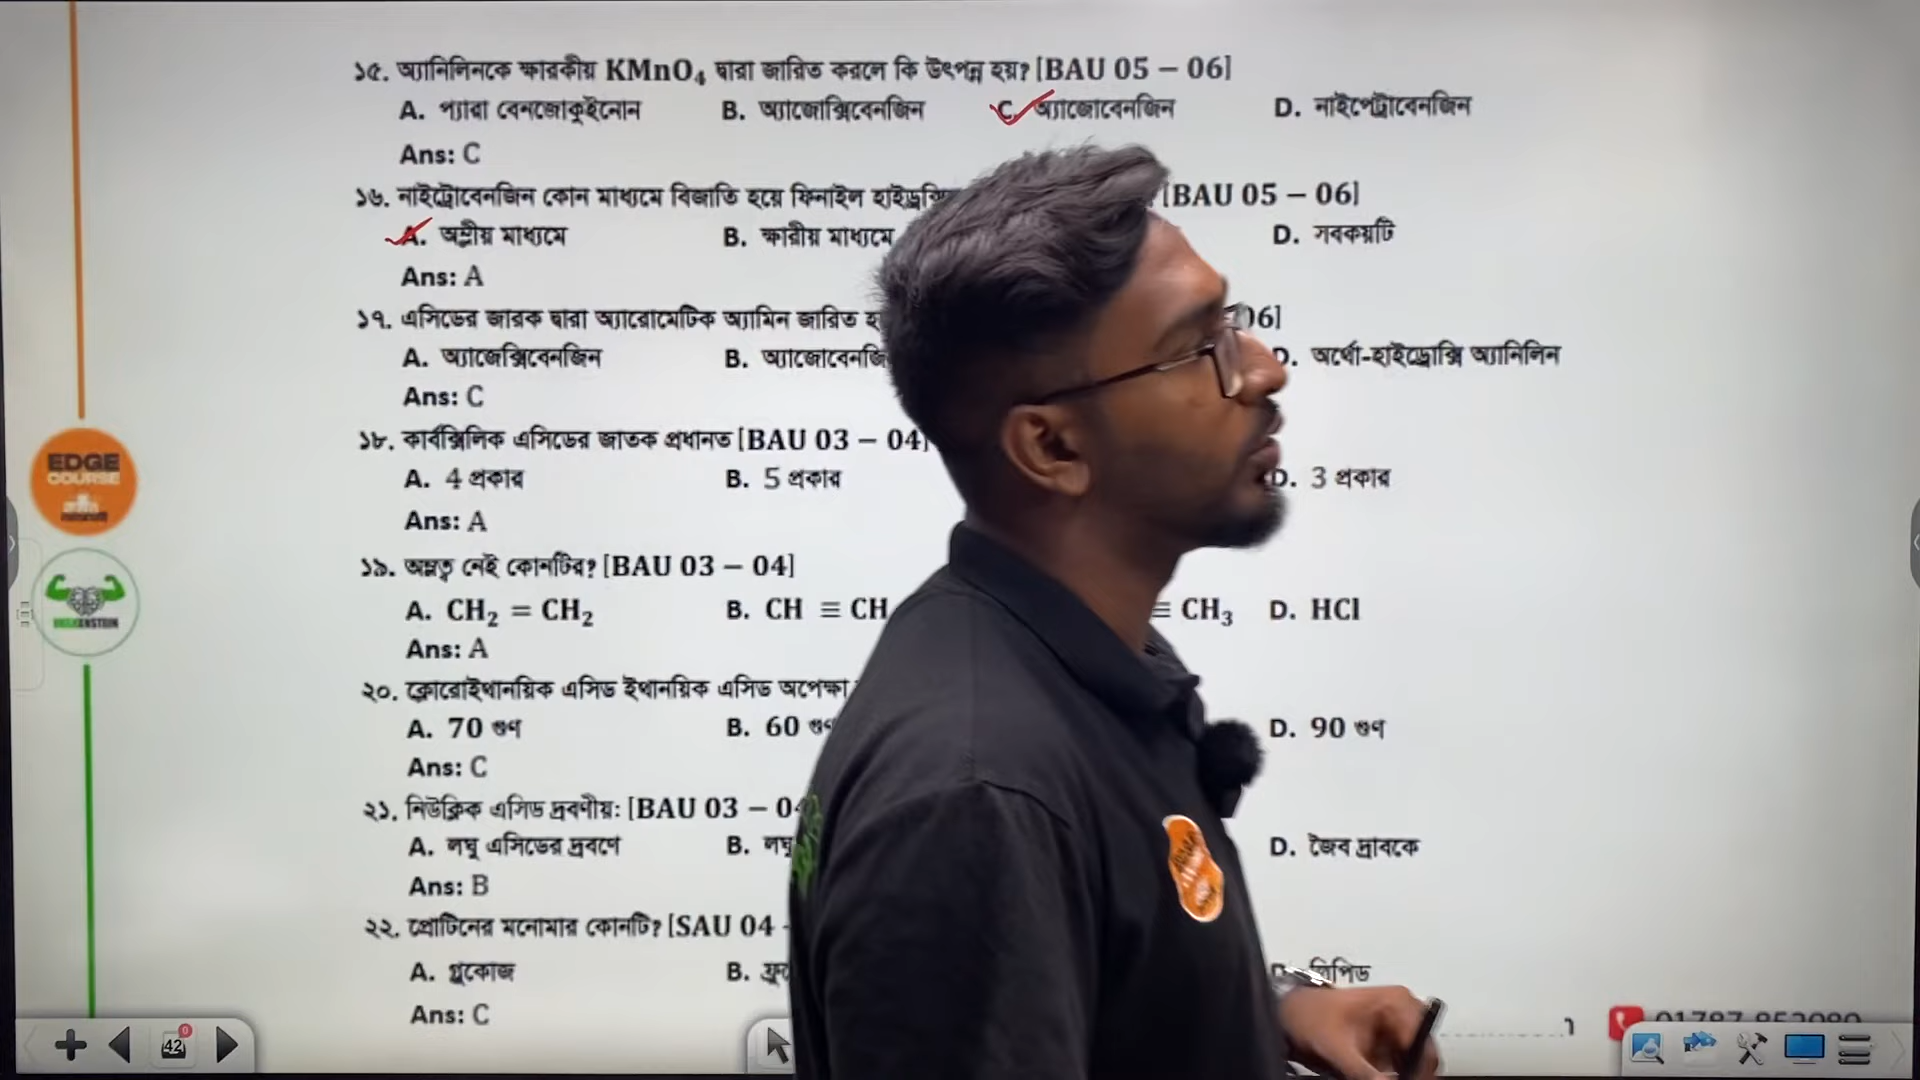 ১৫. অ্যানিলিনকে ক্ষারকীয় KMnO₄ দ্বারা জারিত করলে কি উৎপন্ন হয়? [BAU 05 – 06]
A. প্যারা বেনজোকুইনোন B. অ্যাজোক্সিবেনজিন C. অ্যাজোবেনজিন D. নাইপেট্রোবেনজিন
Ans: C
১৬. নাইট্রোবেনজিন কোন মাধ্যমে বিজাতি হয়ে ফিনাইল [BAU 05 – 06]
A. অম্লীয় মাধ্যমে B. ক্ষারীয় মাধ্যমে D. সবকয়টি
Ans: A
১৭. এসিডের জারক দ্বারা অ্যারোমেটিক অ্যামিন জারিত 06]
A. অ্যাজেক্সিবেনজিন B. D. অর্থো-হাইড্রোক্সি অ্যানিলিন
Ans: C
১৮. কার্বক্সিলিক এসিডের জাতক প্রধানত [BAU 03 – 04]
A. 4 প্রকার B. 5 প্রকার D. 3 প্রকার
Ans: A
১৯. অম্লত্ব নেই কোনটির? [BAU 03 – 04]
A. CH₂ = CH₂ B. CH ≡ CH ≡ CH₃ D. HCl
Ans: A
২০. ক্লোরোইথানয়িক এসিড ইথানয়িক এসিড অপেক্ষা
A. 70 গুণ B. 60 D. 90 গুণ
Ans: C
২১. নিউক্লিক এসিড দ্রবণীয়: [BAU 03 –
A. লঘু এসিডের দ্রবণে B. D. জৈব দ্রাবকে
Ans: B
২২. প্রোটিনের মনোমার কোনটি? [SAU 04
A. গ্লুকোজ B.
Ans: C
EDGE
COURSE
42
0